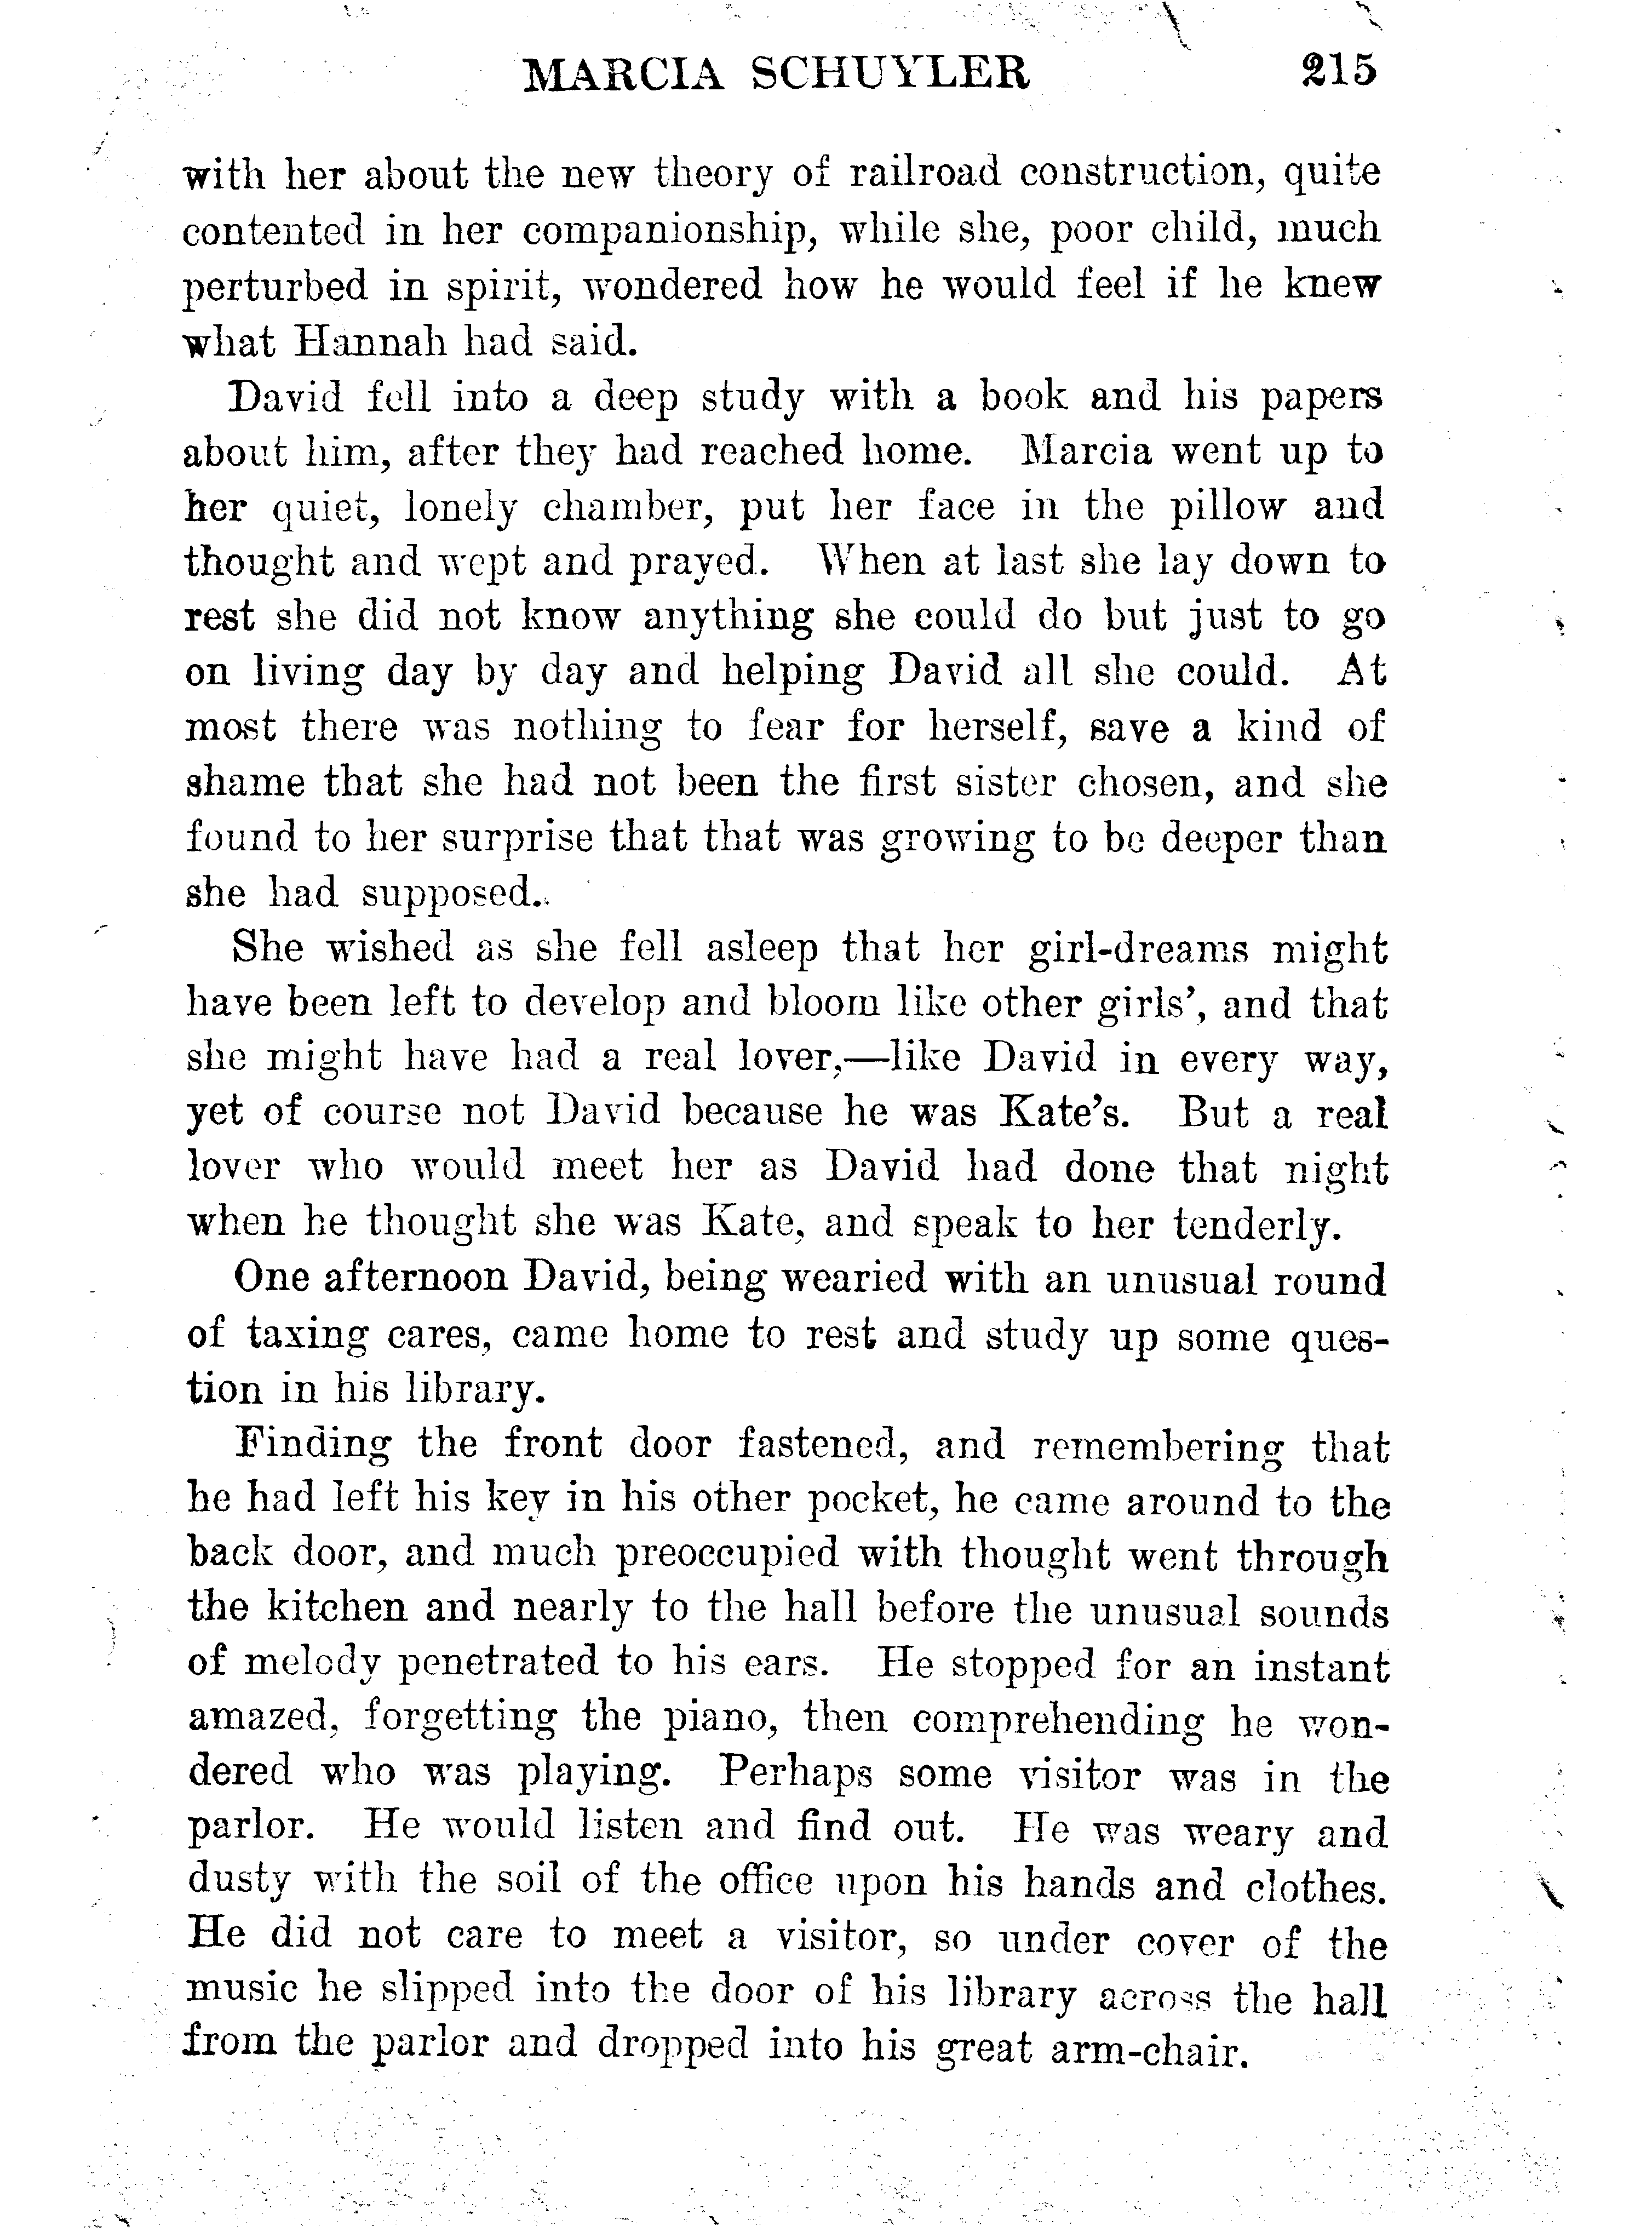 MARCIA SCHUYLER 215
with her about the new theory of railroad construction, quite
contented in her companionship, while she, poor child, much
perturbed in spirit, wondered how he would feel if he knew
what Hannah had said.
David fell into a deep study with a book and his papers
about him, after they had reached home. Marcia went up to
her quiet, lonely chamber, put her face in the pillow and
thought and wept and prayed. When at last she lay down to
rest she did not know anything she could do but just to go
on living day by day and helping David all she could. At
most there was nothing to fear for herself, save a kind of
shame that she had not been the first sister chosen, and she
found to her surprise that that was growing to be deeper than
she had supposed.
She wished as she fell asleep that her girl-dreams might
have been left to develop and bloom like other girls', and that
she might have had a real lover,—like David in every way,
yet of course not David because he was Kate's. But a real
lover who would meet her as David had done that night
when he thought she was Kate, and speak to her tenderly.
One afternoon David, being wearied with an unusual round
of taxing cares, came home to rest and study up some ques-
tion in his library.
Finding the front door fastened, and remembering that
he had left his key in his other pocket, he came around to the
back door, and much preoccupied with thought went through
the kitchen and nearly to the hall before the unusual sounds
of melody penetrated to his ears. He stopped for an instant
amazed, forgetting the piano, then comprehending he won-
dered who was playing. Perhaps some visitor was in the
parlor. He would listen and find out. He was weary and
dusty with the soil of the office upon his hands and clothes.
He did not care to meet a visitor, so under cover of the
music he slipped into the door of his library across the hall
from the parlor and dropped into his great arm-chair.